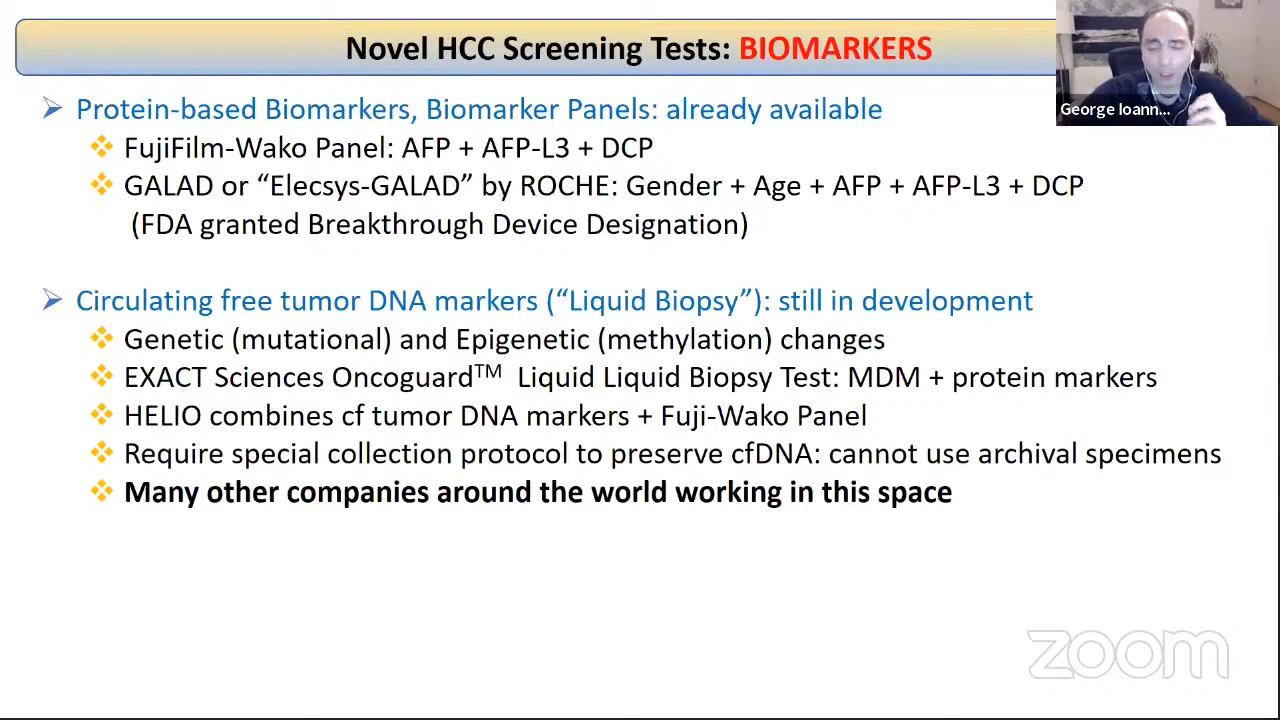 Novel HCC Screening Tests: BIOMARKERS
George Ioann...
Protein-based Biomarkers, Biomarker Panels: already available
FujiFilm-Wako Panel: AFP + AFP-L3 + DCP
GALAD or “Elecsys-GALAD” by ROCHE: Gender + Age + AFP + AFP-L3 + DCP
(FDA granted Breakthrough Device Designation)
Circulating free tumor DNA markers (“Liquid Biopsy”): still in development
Genetic (mutational) and Epigenetic (methylation) changes
EXACT Sciences Oncoguard™ Liquid Liquid Biopsy Test: MDM + protein markers
HELIO combines cf tumor DNA markers + Fuji-Wako Panel
Require special collection protocol to preserve cfDNA: cannot use archival specimens
Many other companies around the world working in this space
zoom